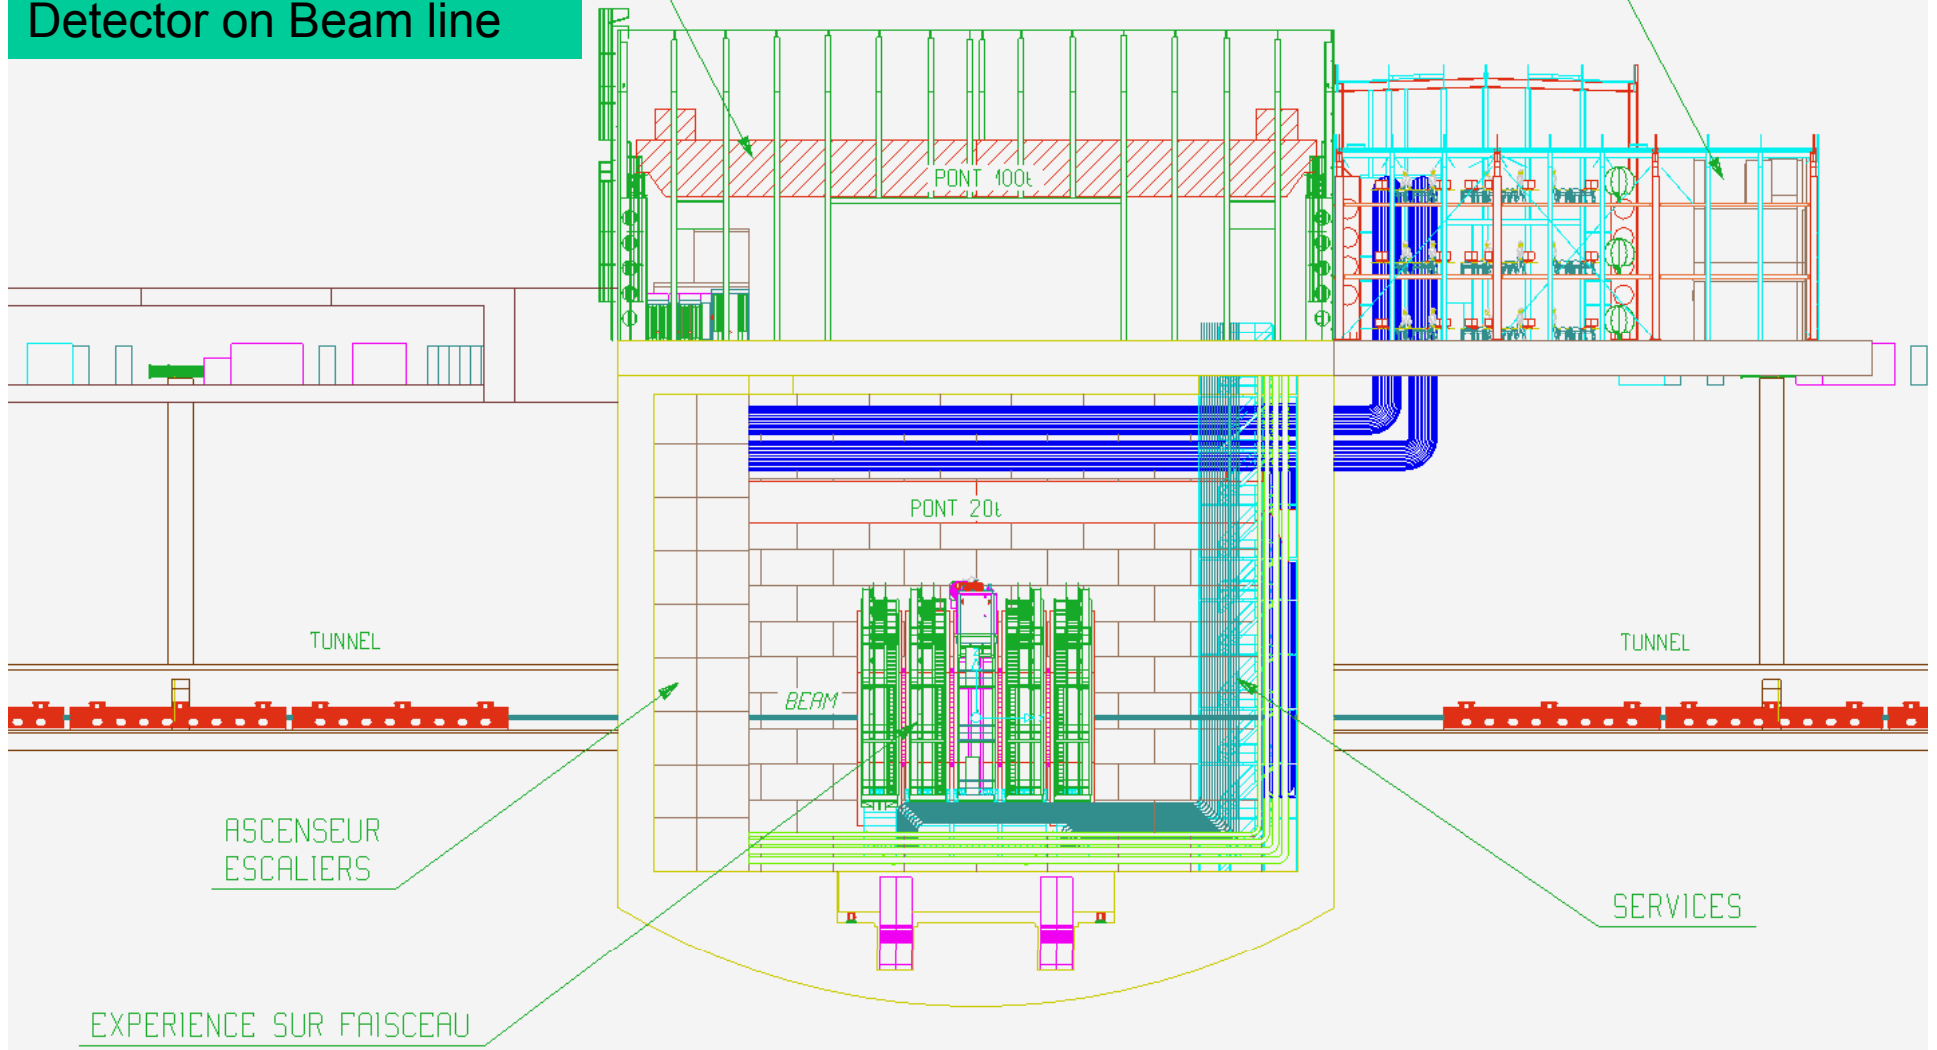 Detector on Beam line
PONT 100t
PONT 20t
TUNNEL
TUNNEL
BEAM
ASCENSEUR
ESCALIERS
SERVICES
EXPERIENCE SUR FAISCEAU